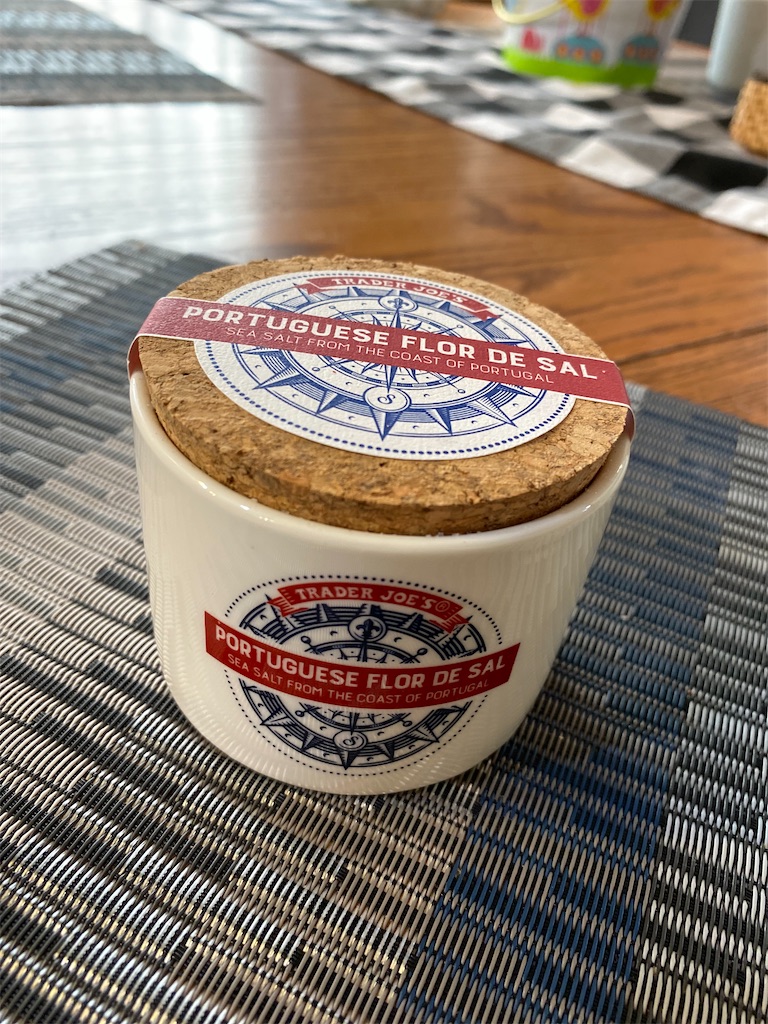 TRADER JOE'S
PORTUGUESE FLOR DE SAL
SEA SALT FROM THE COAST OF PORTUGAL
S
TRADER JOE'S®
PORTUGUESE FLOR DE SAL
SEA SALT FROM THE COAST OF PORTUGAL
S